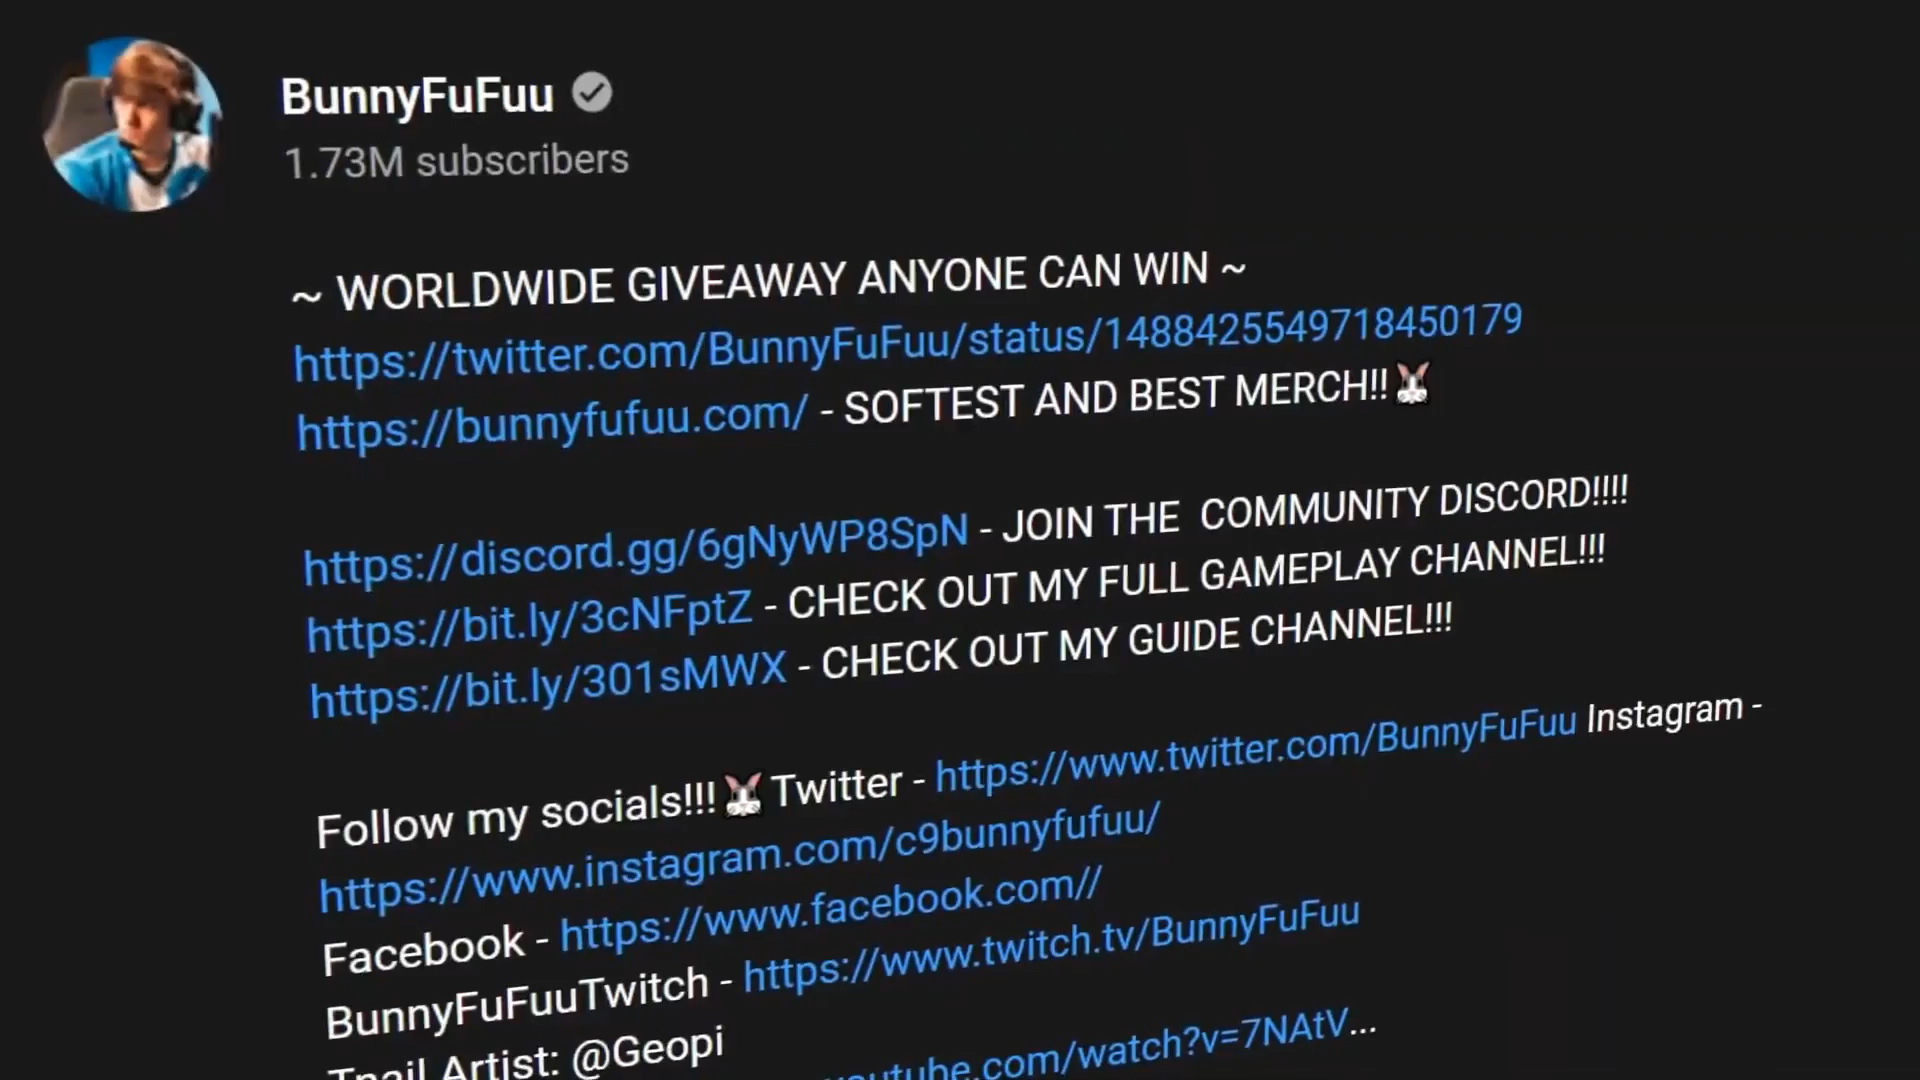 BunnyFuFuu
1.73M subscribers
~ WORLDWIDE GIVEAWAY ANYONE CAN WIN ~
https://twitter.com/BunnyFuFuu/status/1488425549718450179
https://bunnyfufuu.com/ - SOFTEST AND BEST MERCH!!🐰
https://discord.gg/6gNyWP8SpN - JOIN THE  COMMUNITY DISCORD!!!!
https://bit.ly/3cNFptZ - CHECK OUT MY FULL GAMEPLAY CHANNEL!!!
https://bit.ly/301sMWX - CHECK OUT MY GUIDE CHANNEL!!!
Follow my socials!!!🐰Twitter - https://www.twitter.com/BunnyFuFuu Instagram -
https://www.instagram.com/c9bunnyfufuu/
Facebook - https://www.facebook.com//
BunnyFuFuuTwitch - https://www.twitch.tv/BunnyFuFuu
Tnail Artist: @Geopi
youtube.com/watch?v=7NAtV...